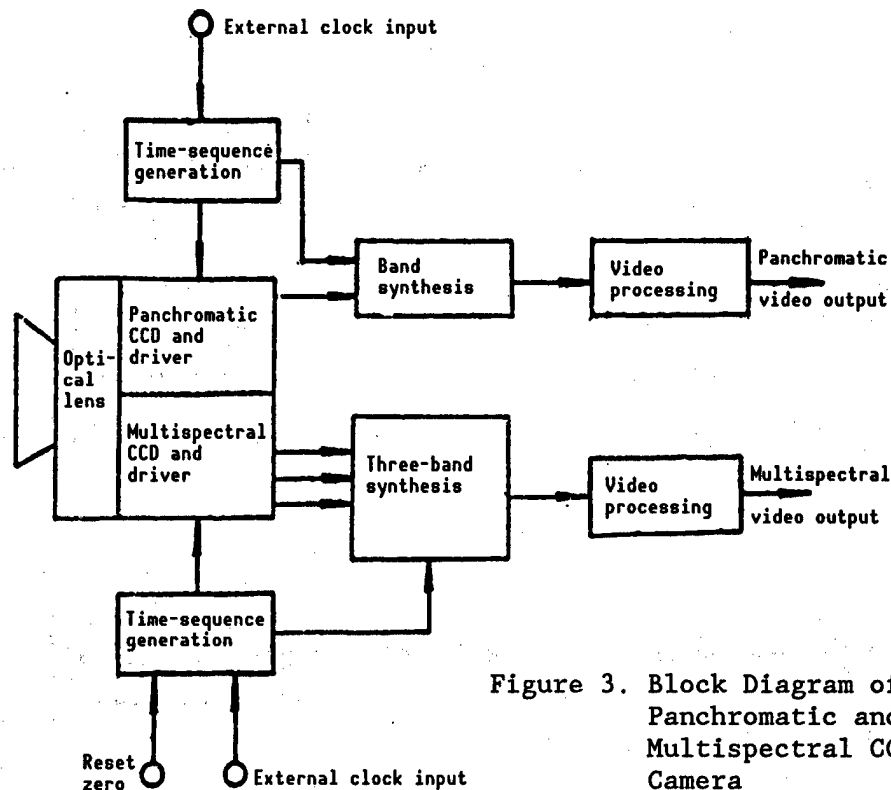 External clock input
Time-sequence
generation
Band
synthesis
Video
processing
Panchromatic
video output
Opti-
cal
lens
Panchromatic
CCD and
driver
Multispectral
CCD and
driver
Three-band
synthesis
Video
processing
Multispectral
video output
Time-sequence
generation
Reset
zero
External clock input
Figure 3. Block Diagram of
Panchromatic and
Multispectral CC
Camera